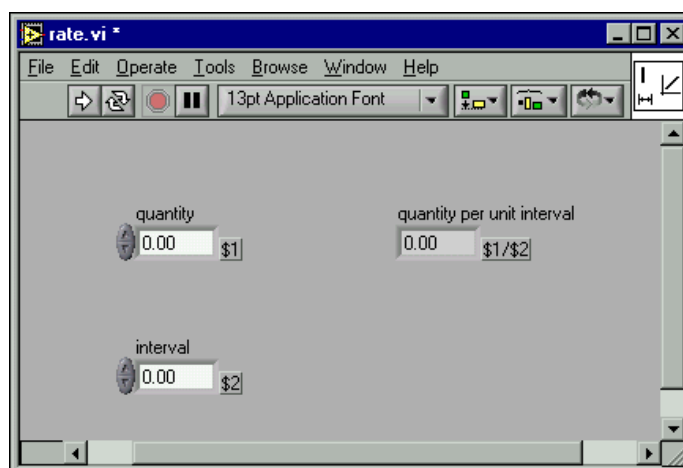 rate.vi *
File Edit Operate Tools Browse Window Help
13pt Application Font
quantity
0.00 $1
quantity per unit interval
0.00 $1/$2
interval
0.00 $2